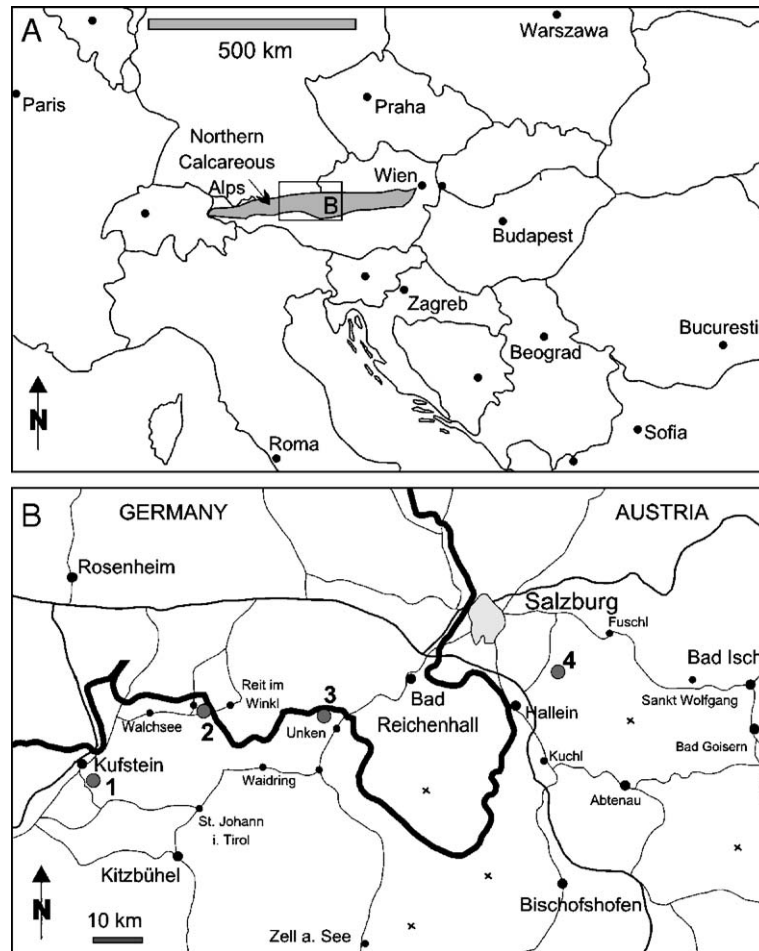 A
500 km
Warszawa
Paris
Praha
Northern
Calcareous
Alps
Wien
B
Budapest
Zagreb
Beograd
Bucuresti
N
Roma
Sofia
B
GERMANY
AUSTRIA
Rosenheim
Salzburg
Fuschl
4
Bad Isch
Reit im
Winkl
3
Bad
Reichenhall
Sankt Wolfgang
Walchsee
2
Unken
Hallein
Bad Goisern
Kufstein
1
Waidring
Kuchl
Abtenau
St. Johann
i. Tirol
Kitzbühel
N
Bischofshofen
10 km
Zell a. See